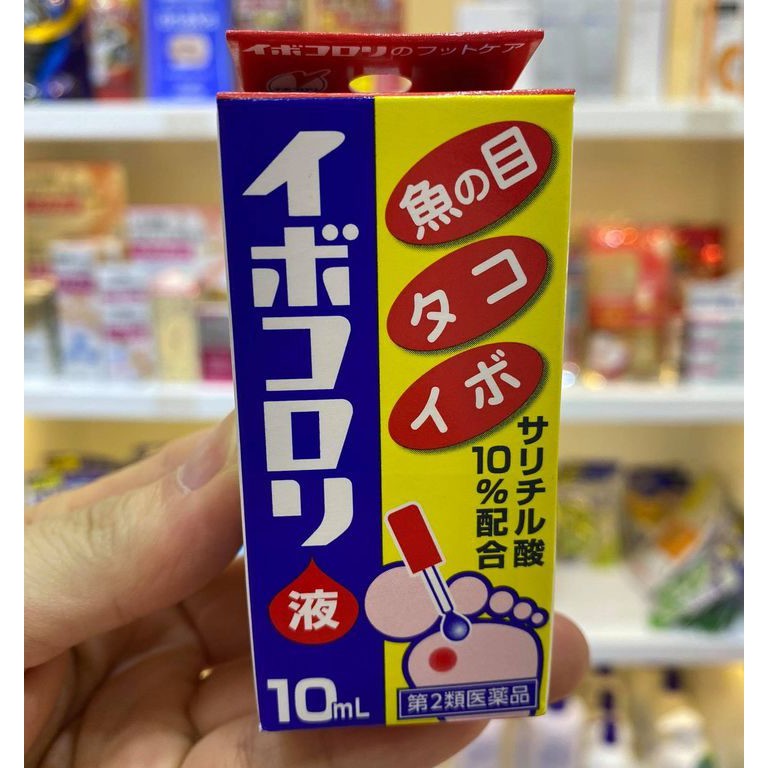 イボコロリのフットケア
イボコロリ
液
10mL
魚の目
タコ
イボ
サリチル酸
10%配合
第2類医薬品